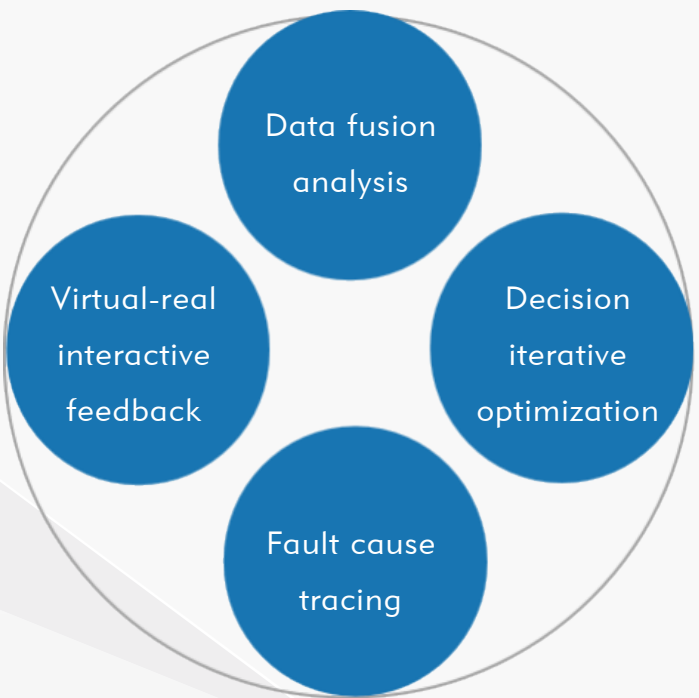 Data fusion
analysis
Virtual-real
interactive
feedback
Decision
iterative
optimization
Fault cause
tracing